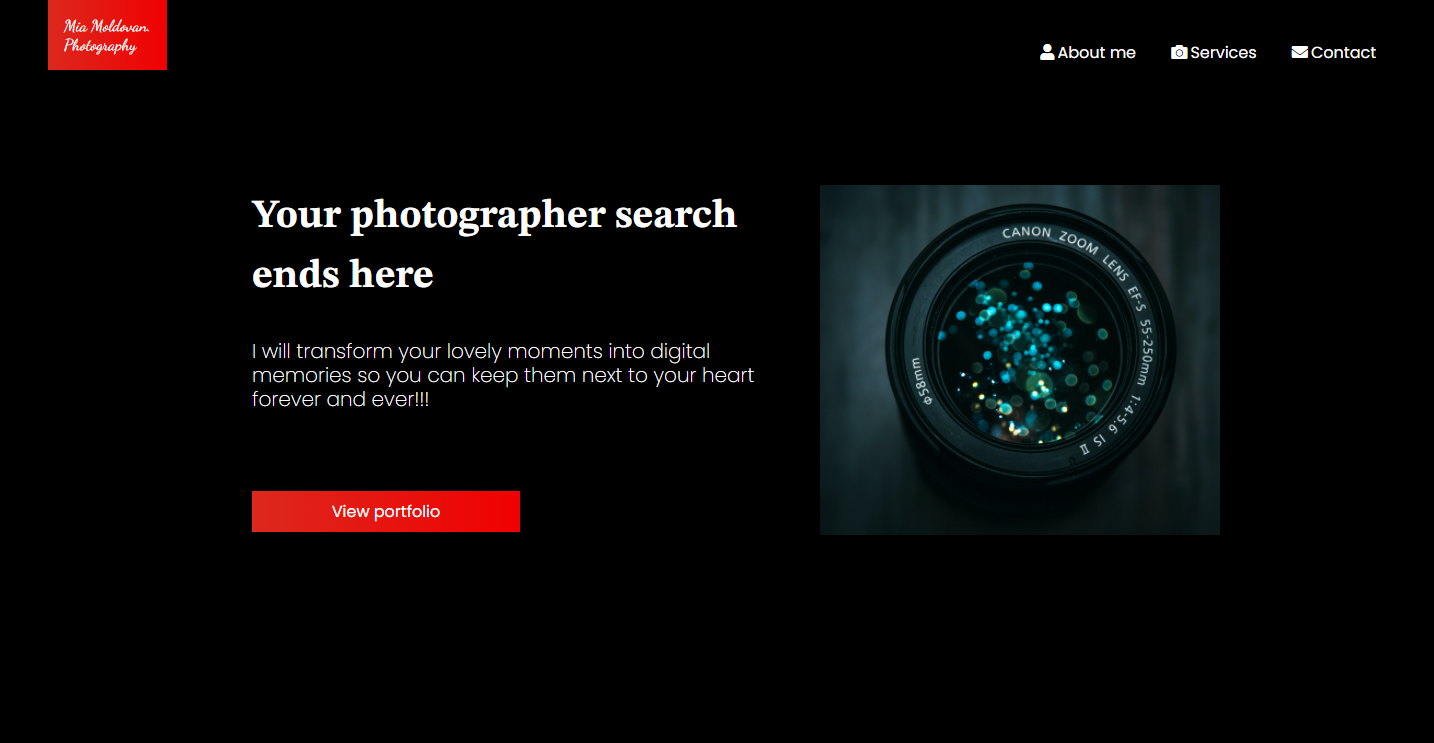 Mia Moldovan.
Photography
About me
Services
Contact
Your photographer search
ends here
I will transform your lovely moments into digital
memories so you can keep them next to your heart
forever and ever!!!
View portfolio
CANON ZOOM LENS EF-S 55-250mm 1:4-5.6 IS II
Φ58mm